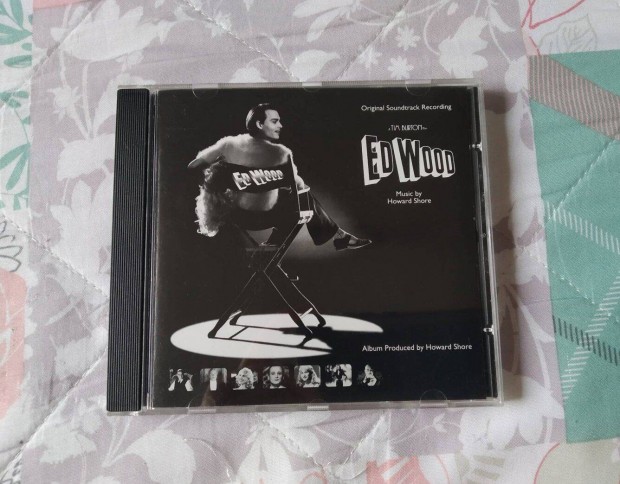 Original Soundtrack Recording
A TIM BURTON Film
ED WOOD
Music by
Howard Shore
ED WOOD
Album Produced by Howard Shore